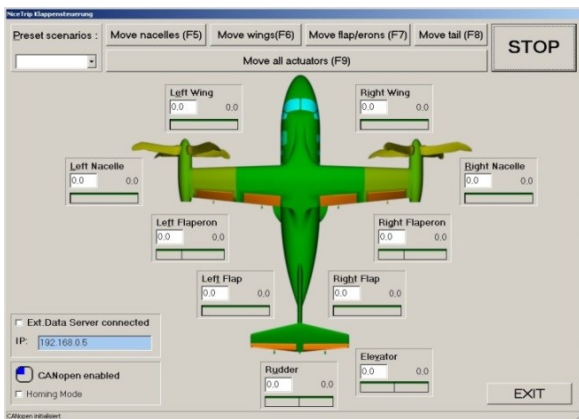 NiceTrip Klappensteuerung
Preset scenarios :
Move nacelles (F5)
Move wings(F6)
Move flap/erons (F7)
Move tail (F8)
STOP
Move all actuators (F9)
Left Wing
0.0 0.0
Right Wing
0.0 0.0
Left Nacelle
0.0 0.0
Right Nacelle
0.0 0.0
Left Flaperon
0.0 0.0
Right Flaperon
0.0 0.0
Left Flap
0.0 0.0
Right Flap
0.0 0.0
Ext.Data Server connected
IP: 192.168.0.5
Rudder
0.0 0.0
Elevator
0.0 0.0
CANopen enabled
Homing Mode
EXIT
CANopen initialisiert